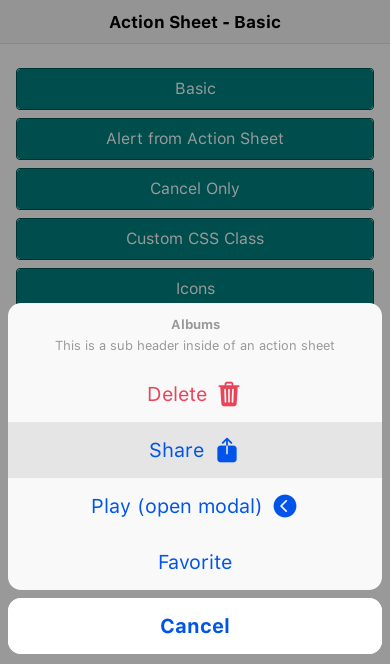 Action Sheet - Basic
Basic
Alert from Action Sheet
Cancel Only
Custom CSS Class
Icons
Albums
This is a sub header inside of an action sheet
Delete
Share
Play (open modal)
Favorite
Cancel